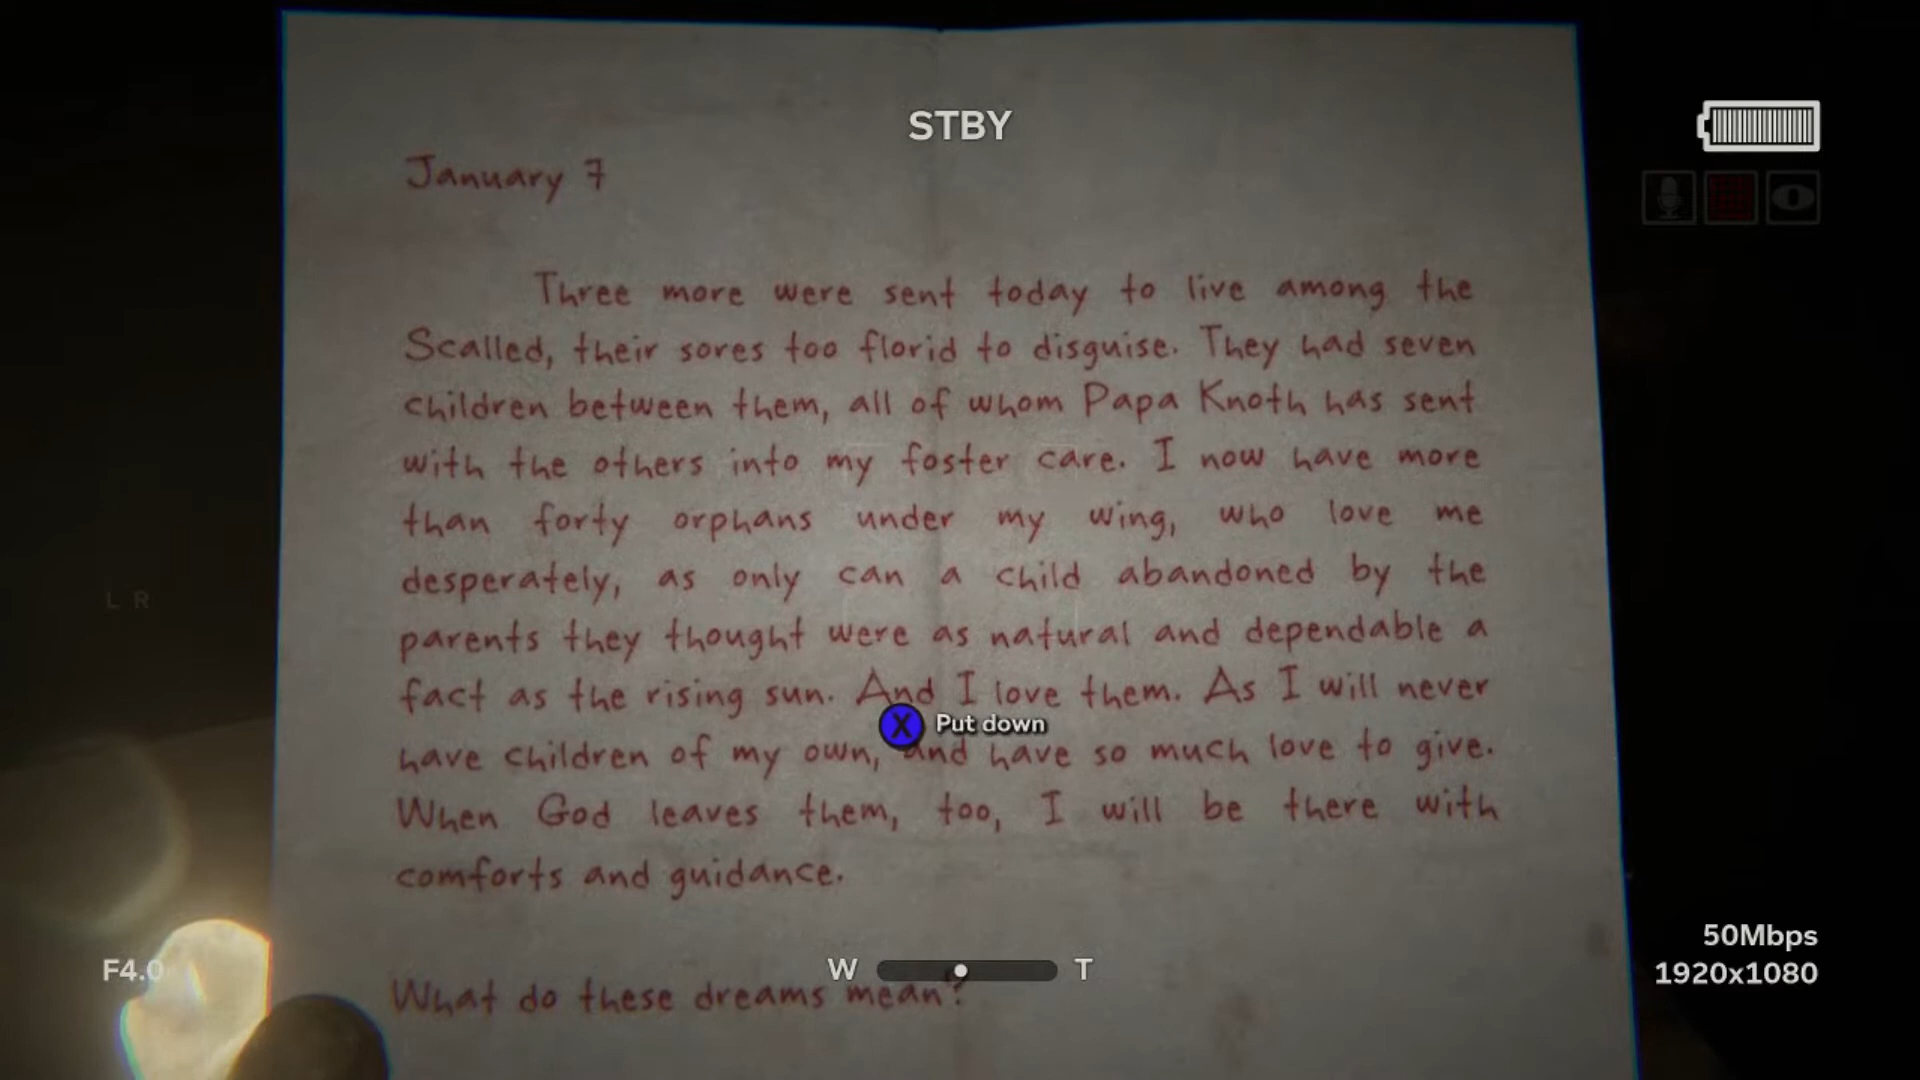 STBY
January 7
Three more were sent today to live among the
Scalled, their sores too florid to disguise. They had seven
children between them, all of whom Papa Knoth has sent
with the others into my foster care. I now have more
than forty orphans under my wing, who love me
desperately, as only can a child abandoned by the
L R
parents they thought were as natural and dependable a
fact as the rising sun. And I love them. As I will never
X Put down
have children of my own, and have so much love to give.
When God leaves them, too, I will be there with
comforts and guidance.
50Mbps
F4.0
W T
1920x1080
What do these dreams mean?